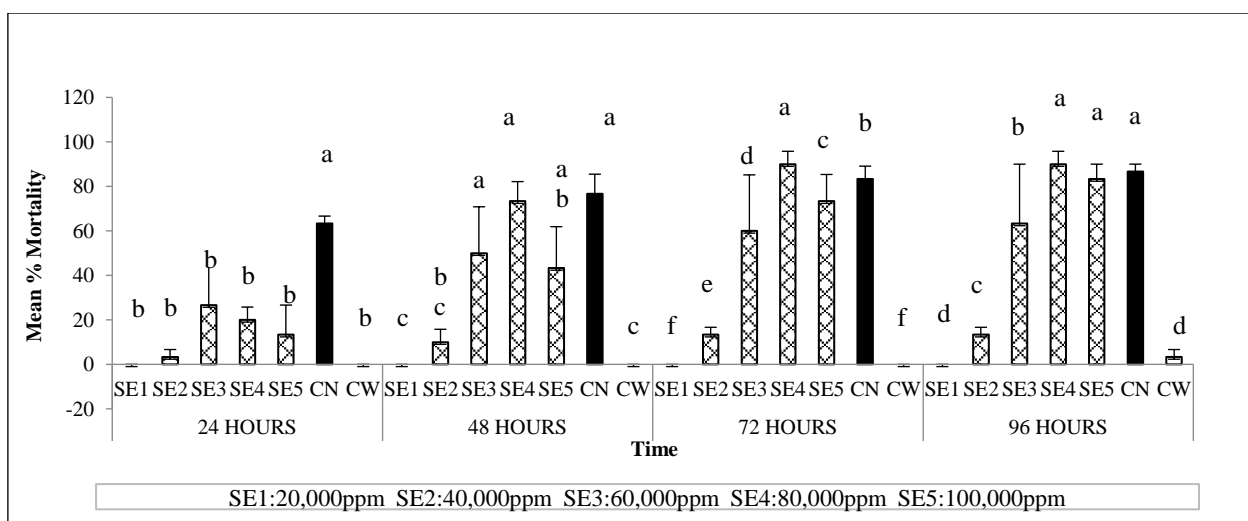 120
100
80
60
40
20
0
-20
Mean % Mortality
b b b b b a b
c b c a a a b a c
f e d a c b f
d c b a a a d
SE1 SE2 SE3 SE4 SE5 CN CW SE1 SE2 SE3 SE4 SE5 CN CW SE1 SE2 SE3 SE4 SE5 CN CW SE1 SE2 SE3 SE4 SE5 CN CW
24 HOURS 48 HOURS 72 HOURS 96 HOURS
Time
SE1:20,000ppm SE2:40,000ppm SE3:60,000ppm SE4:80,000ppm SE5:100,000ppm